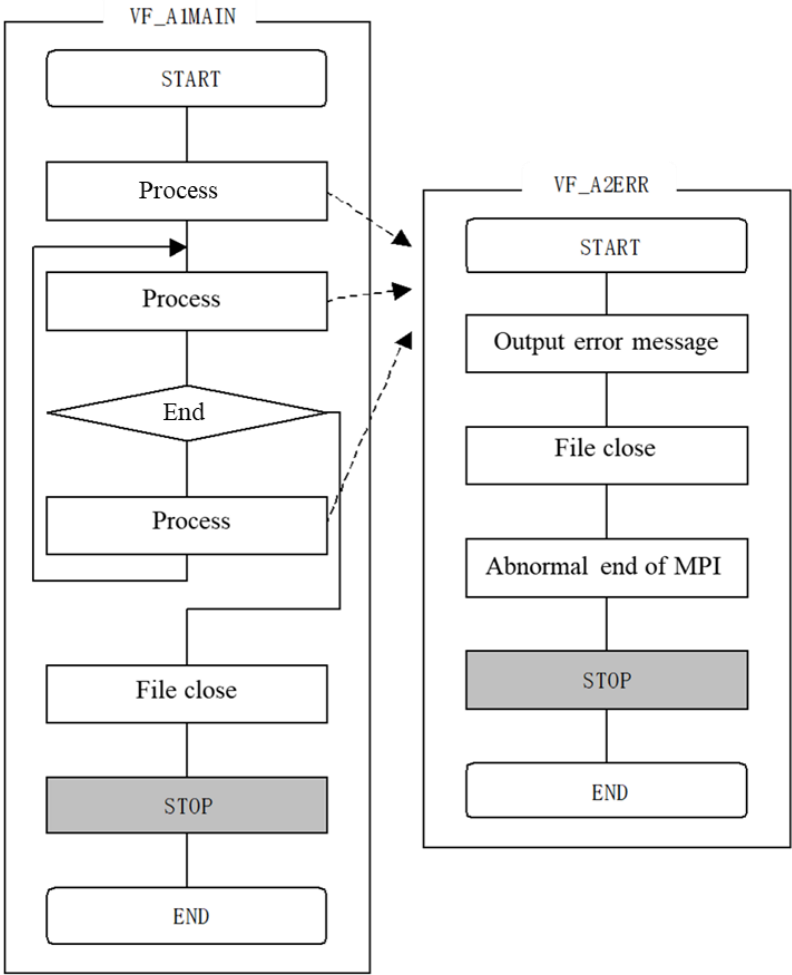 VF_A1MAIN
START
Process
Process
End
Process
File close
STOP
END
VF_A2ERR
START
Output error message
File close
Abnormal end of MPI
STOP
END